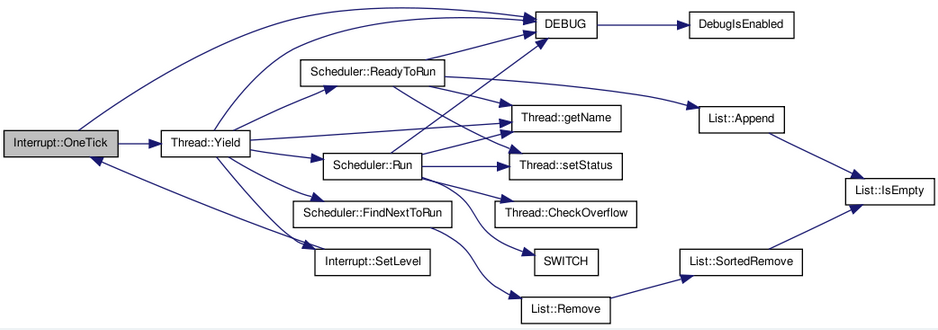 DEBUG
DebugIsEnabled
Scheduler::ReadyToRun
Thread::getName
List::Append
Interrupt::OneTick
Thread::Yield
Scheduler::Run
Thread::setStatus
List::IsEmpty
Scheduler::FindNextToRun
Thread::CheckOverflow
Interrupt::SetLevel
SWITCH
List::SortedRemove
List::Remove